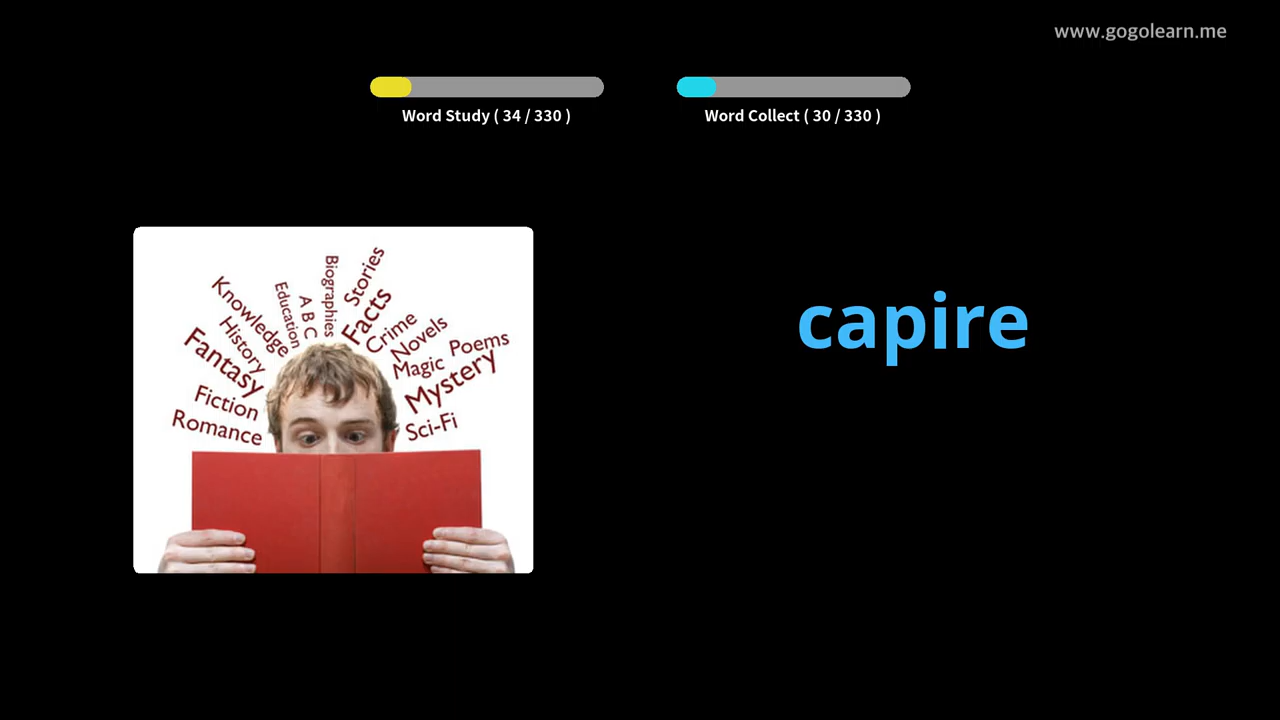 www.gogolearn.me
Word Study ( 34 / 330 )
Word Collect ( 30 / 330 )
capire
Biographies
Stories
Education
A B C
Facts
Knowledge
Crime
History
Novels
Poems
Fantasy
Magic
Mystery
Fiction
Romance
Sci-Fi